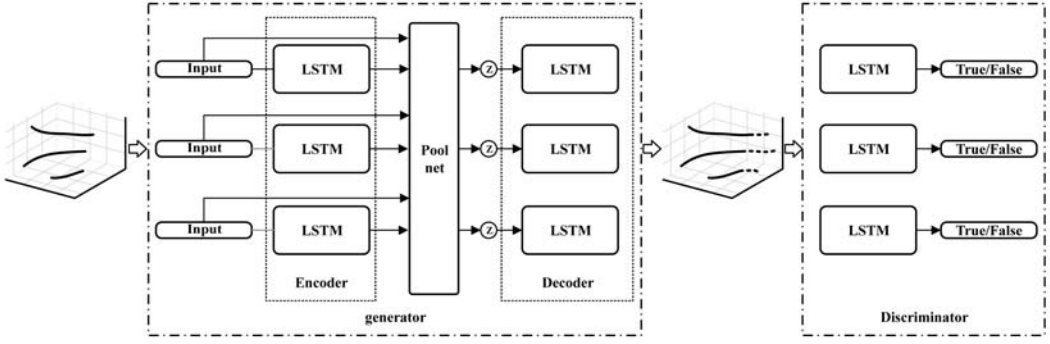 Input
LSTM
Z
LSTM
LSTM
True/False
Input
LSTM
Pool
net
Z
LSTM
LSTM
True/False
Input
LSTM
Z
LSTM
LSTM
True/False
Encoder
Decoder
generator
Discriminator